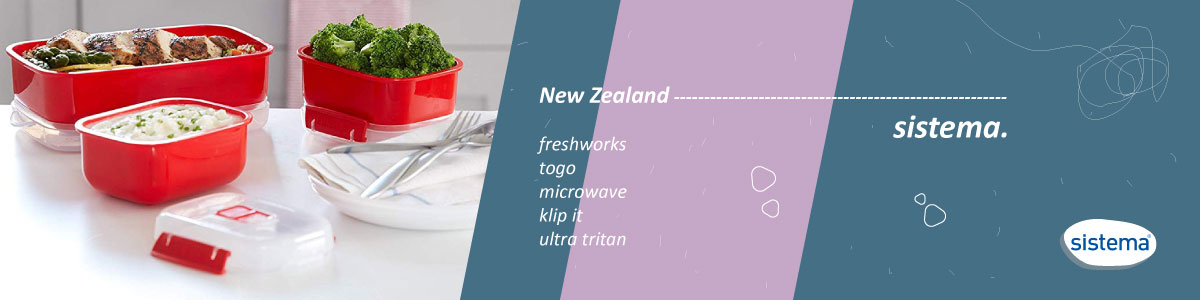 New Zealand -------------------------------------------------------
sistema.
freshworks
togo
microwave
klip it
ultra tritan
sistema®